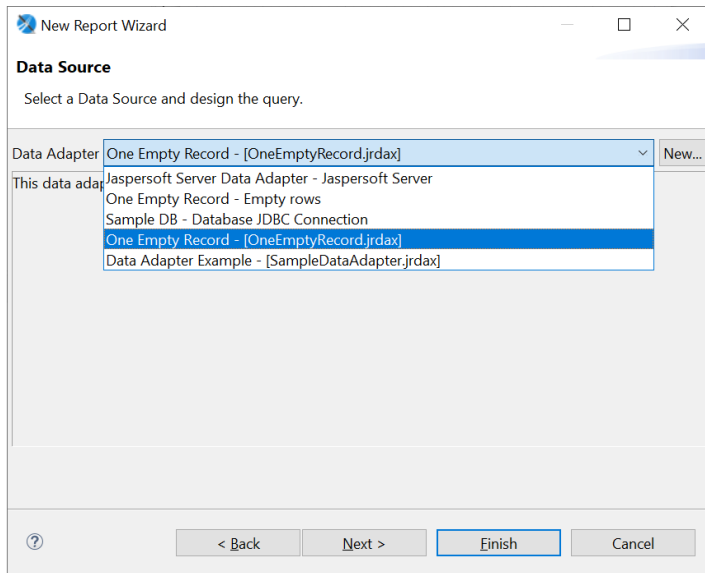 New Report Wizard
Data Source
Select a Data Source and design the query.
Data Adapter One Empty Record - [OneEmptyRecord.jrdax] New...
This data adap
Jaspersoft Server Data Adapter - Jaspersoft Server
One Empty Record - Empty rows
Sample DB - Database JDBC Connection
One Empty Record - [OneEmptyRecord.jrdax]
Data Adapter Example - [SampleDataAdapter.jrdax]
? < Back Next > Finish Cancel